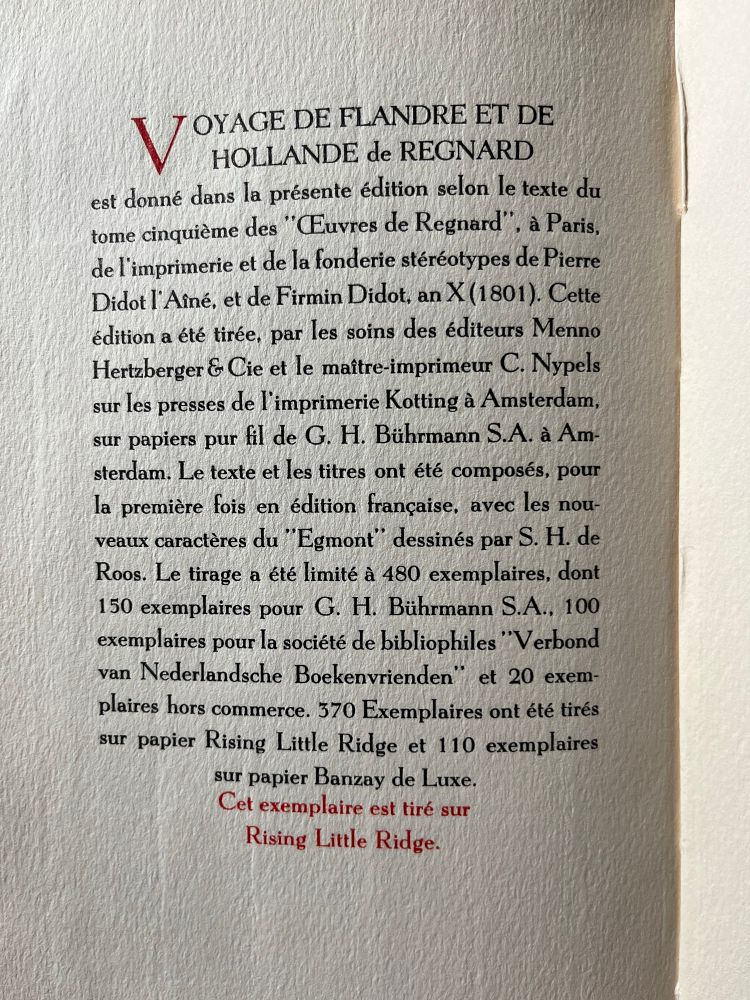 VOYAGE DE FLANDRE ET DE
HOLLANDE de REGNARD
est donné dans la présente édition selon le texte du
tome cinquième des "Œuvres de Regnard", à Paris,
de l'imprimerie et de la fonderie stéréotypes de Pierre
Didot l'Aîné, et de Firmin Didot, an X (1801). Cette
édition a été tirée, par les soins des éditeurs Menno
Hertzberger & Cie et le maître-imprimeur C. Nypels
sur les presses de l'imprimerie Kotting à Amsterdam,
sur papiers pur fil de G. H. Bührmann S.A. à Am-
sterdam. Le texte et les titres ont été composés, pour
la première fois en édition française, avec les nou-
veaux caractères du "Egmont" dessinés par S. H. de
Roos. Le tirage a été limité à 480 exemplaires, dont
150 exemplaires pour G. H. Bührmann S.A., 100
exemplaires pour la société de bibliophiles "Verbond
van Nederlandsche Boekenvrienden" et 20 exem-
plaires hors commerce. 370 Exemplaires ont été tirés
sur papier Rising Little Ridge et 110 exemplaires
sur papier Banzay de Luxe.
Cet exemplaire est tiré sur
Rising Little Ridge.